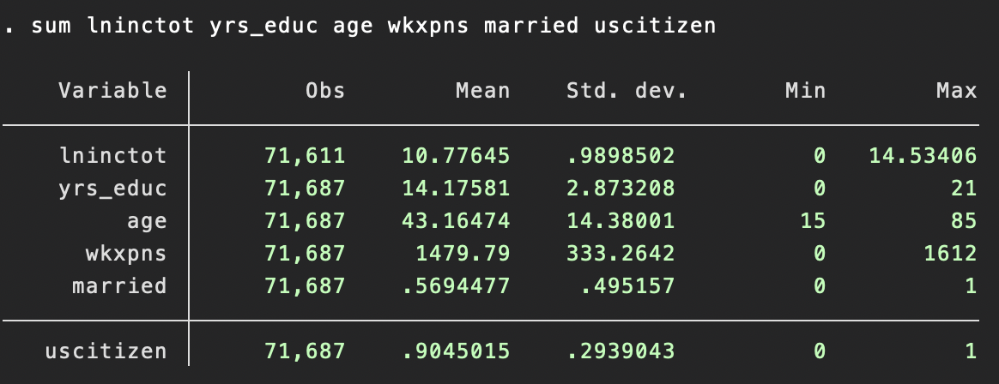 . sum lninctot yrs_educ age wkxpns married uscitizen
Variable Obs Mean Std. dev. Min Max
lninctot 71,611 10.77645 .9898502 0 14.53406
yrs_educ 71,687 14.17581 2.873208 0 21
age 71,687 43.16474 14.38001 15 85
wkxpns 71,687 1479.79 333.2642 0 1612
married 71,687 .5694477 .495157 0 1
uscitizen 71,687 .9045015 .2939043 0 1